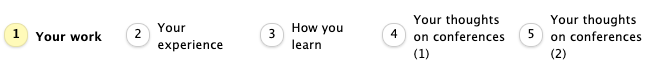 1 Your work
2 Your
experience
3 How you
learn
4 Your thoughts
on conferences
(1)
5 Your thoughts
on conferences
(2)